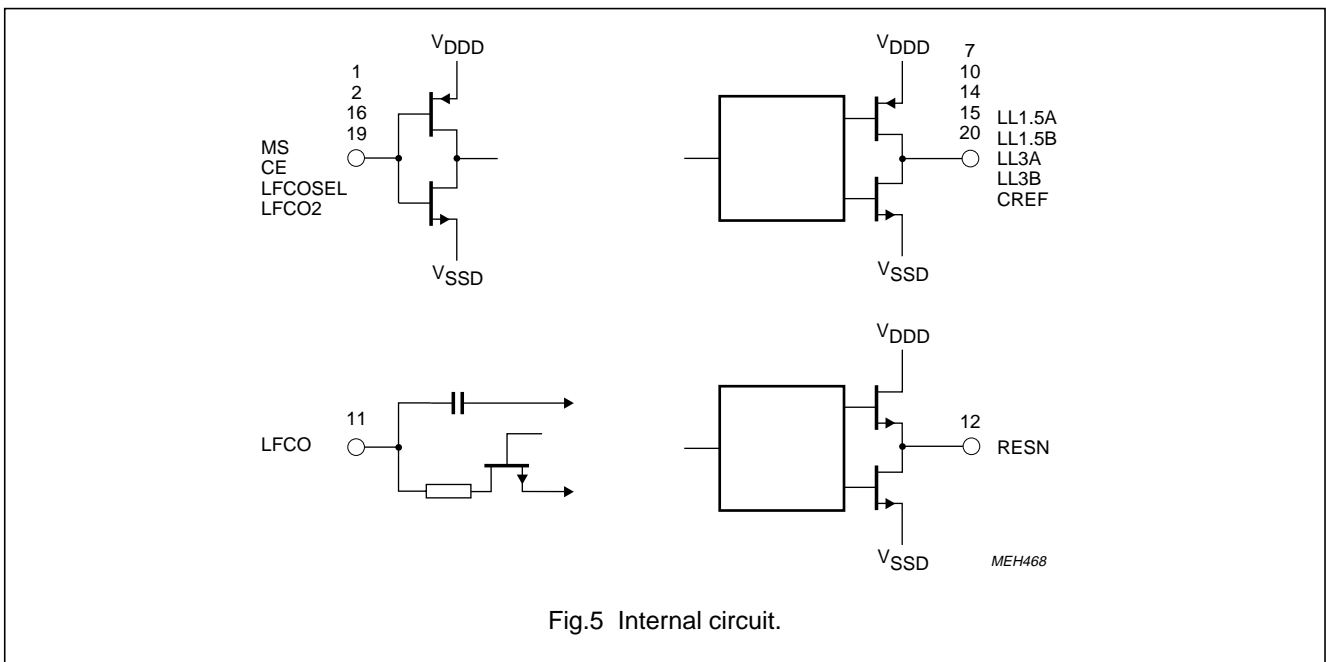 VDDD
1
2
16
19
MS
CE
LFCOSEL
LFCO2
VSSD
VDDD
7
10
14
15
20
LL1.5A
LL1.5B
LL3A
LL3B
CREF
VSSD
11
LFCO
VDDD
12
RESN
VSSD
MEH468
Fig.5 Internal circuit.